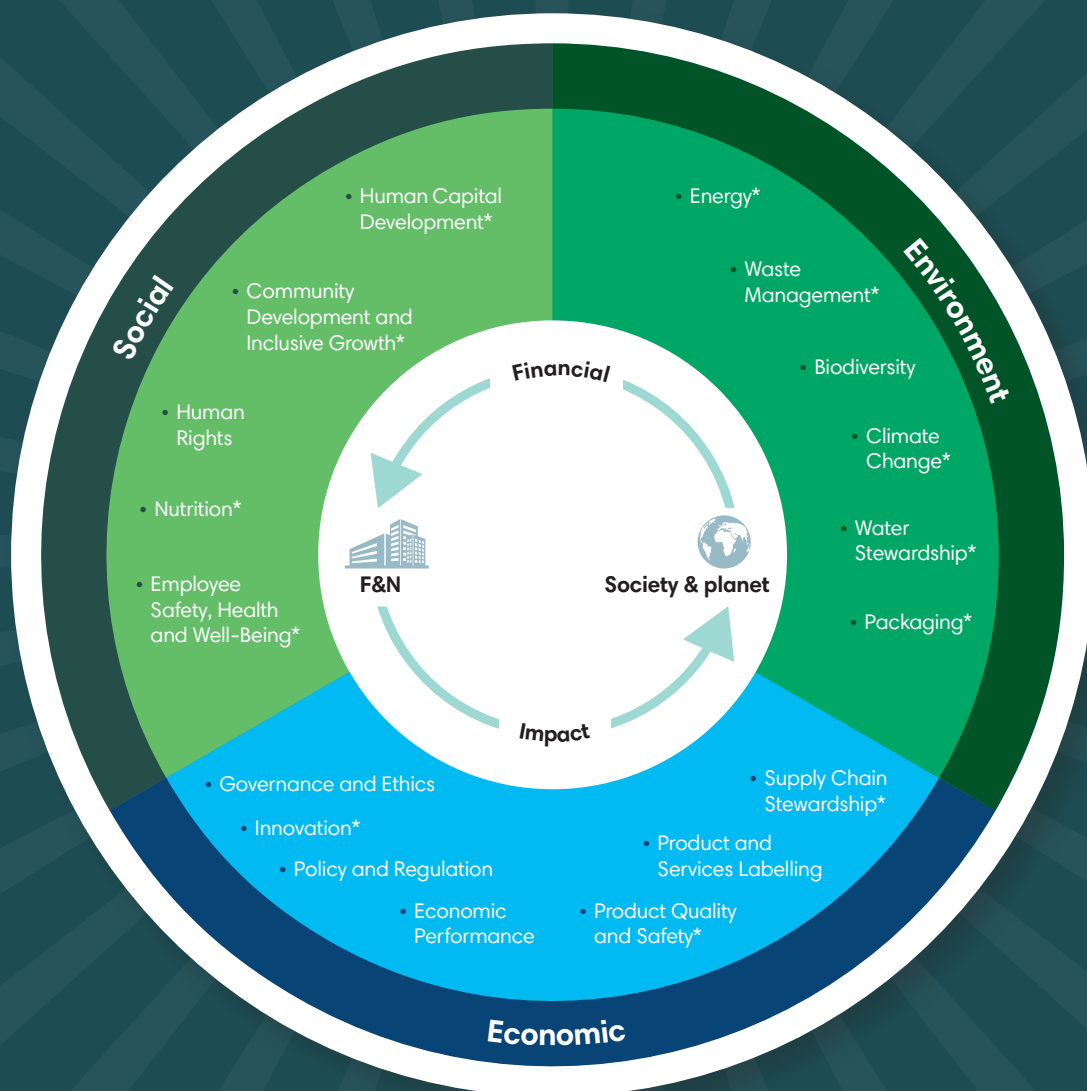 Social
• Human Capital
Development*
• Community
Development and
Inclusive Growth*
• Human
Rights
• Nutrition*
• Employee
Safety, Health
and Well-Being*
Environment
• Energy*
• Waste
Management*
• Biodiversity
• Climate
Change*
• Water
Stewardship*
• Packaging*
Financial
F&N
Society & planet
Impact
• Governance and Ethics
• Innovation*
• Policy and Regulation
• Economic
Performance
• Supply Chain
Stewardship*
• Product and
Services Labelling
• Product Quality
and Safety*
Economic